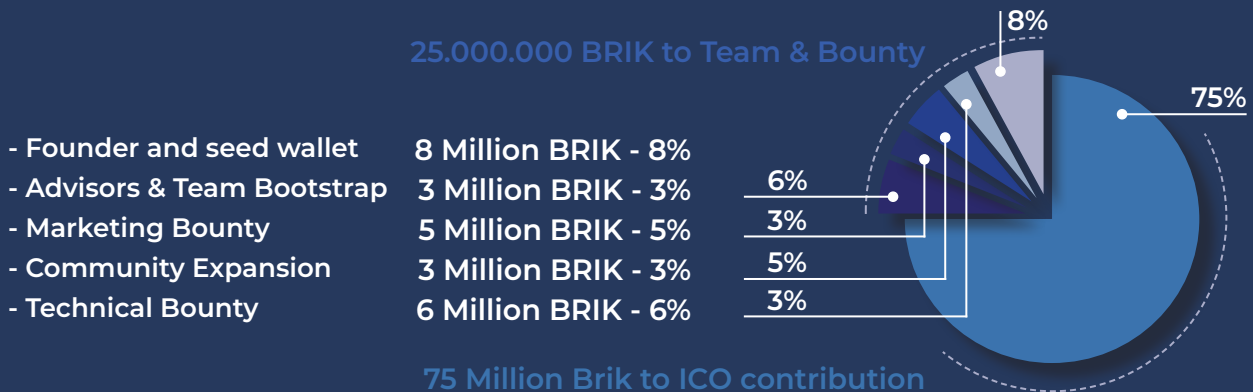 25.000.000 BRIK to Team & Bounty
- Founder and seed wallet 8 Million BRIK - 8%
- Advisors & Team Bootstrap 3 Million BRIK - 3%
- Marketing Bounty 5 Million BRIK - 5%
- Community Expansion 3 Million BRIK - 3%
- Technical Bounty 6 Million BRIK - 6%
75 Million Brik to ICO contribution
8%
75%
6%
3%
5%
3%